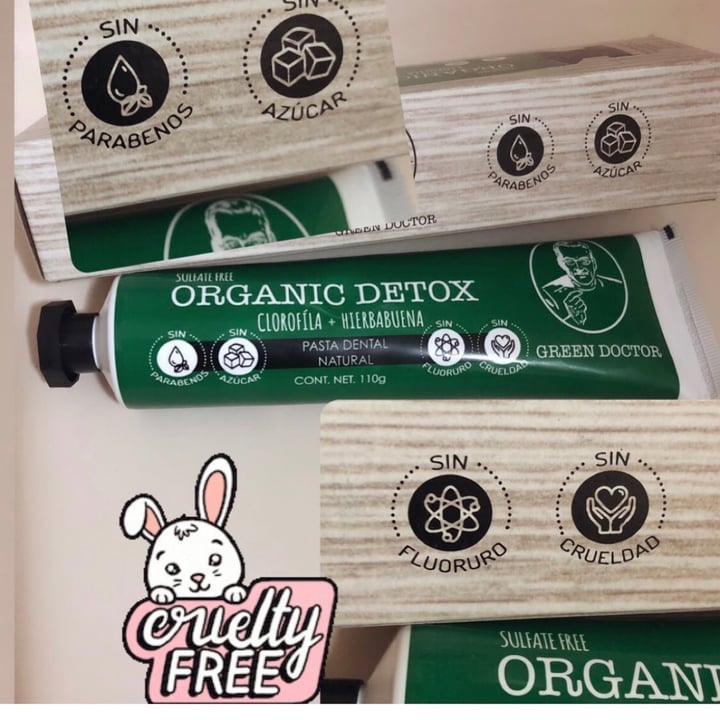 SIN
PARABENOS
SIN
AZÚCAR
SIN
PARABENOS
SIN
AZÚCAR
GREEN DOCTOR
SULFATE FREE
ORGANIC DETOX
CLOROFÍLA + HIERBABUENA
SIN
PARABENOS
SIN
AZÚCAR
PASTA DENTAL
NATURAL
SIN
FLUORURO
SIN
CRUELDAD
CONT. NET. 110g
GREEN DOCTOR
SIN
FLUORURO
SIN
CRUELDAD
cruelty
FREE
SULFATE FREE
ORGANI